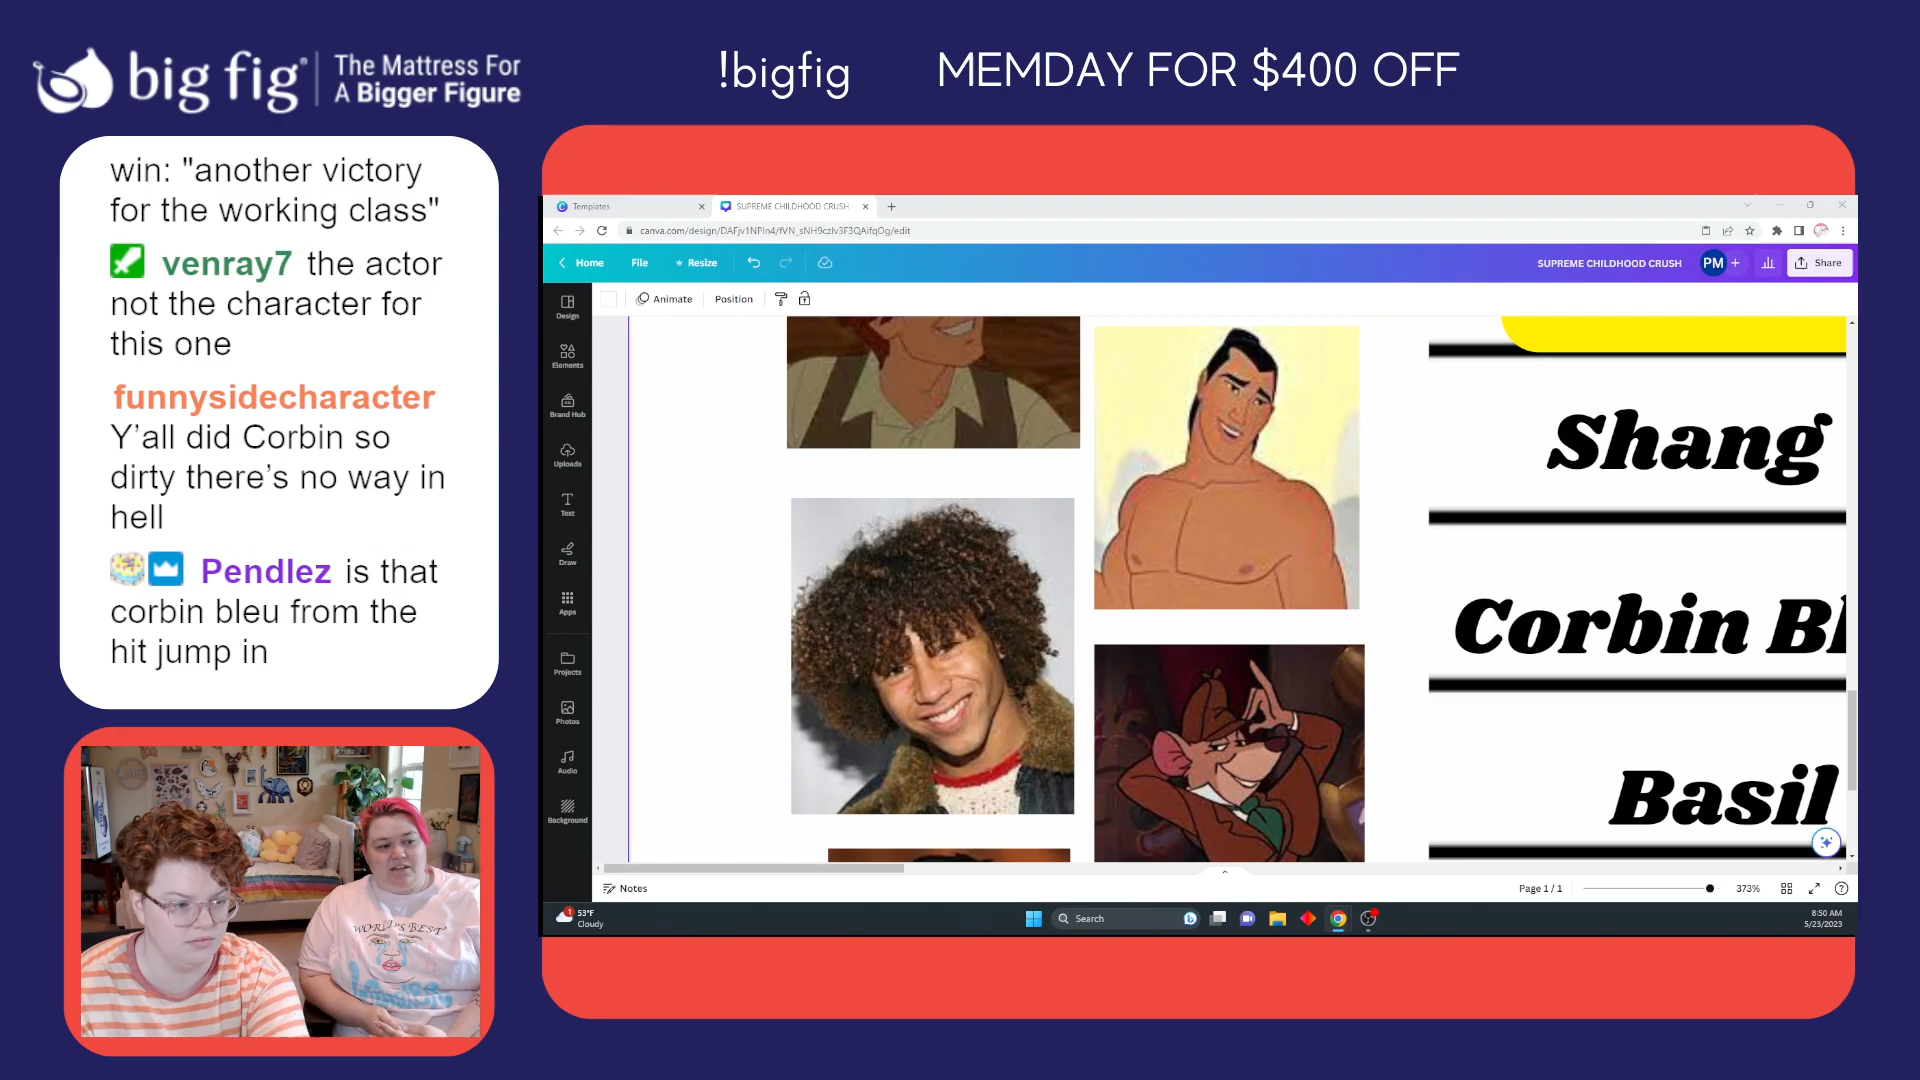 big fig
The Mattress For
A Bigger Figure
!bigfig
MEMDAY FOR $400 OFF
win: "another victory
for the working class"
venray7 the actor
not the character for
this one
funnysidecharacter
Y'all did Corbin so
dirty there's no way in
hell
Pendlez is that
corbin bleu from the
hit jump in
WORLD'S BEST
Templates
SUPREME CHILDHOOD CRUSH
canva.com/design/DAFjv1NPIn4/fVN_sNH9czIv3F3QAifqOg/edit
Home
File
Resize
SUPREME CHILDHOOD CRUSH
PM
Share
Animate
Position
Design
Elements
Brand Hub
Uploads
Text
Draw
Apps
Projects
Photos
Audio
Background
Shang
Corbin Bl
Basil
Notes
Page 1 / 1
373%
1
53°F
Cloudy
Search
8:50 AM
5/23/2023